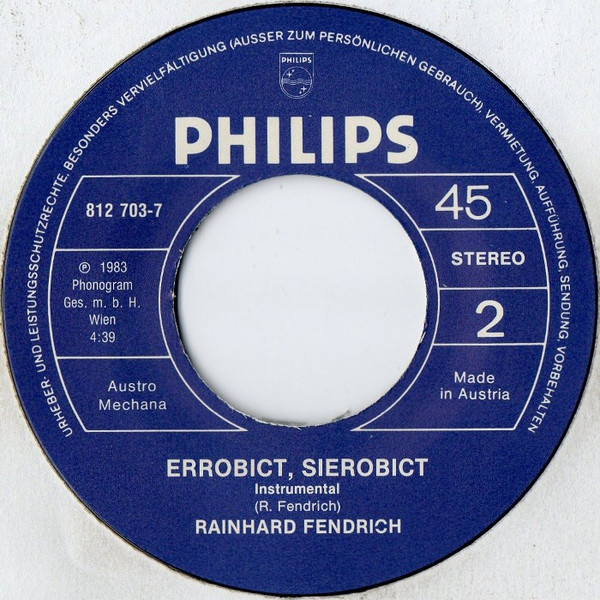 URHEBER- UND LEISTUNGSSCHUTZRECHTE, BESONDERS VERVIELFÄLTIGUNG (AUSSER ZUM PERSÖNLICHEN GEBRAUCH), VERMIETUNG, AUFFÜHRUNG, SENDUNG, VORBEHALTEN
PHILIPS
PHILIPS
812 703-7
℗ 1983
Phonogram
Ges. m. b. H.
Wien
4:39
Austro
Mechana
45
STEREO
2
Made
in Austria
ERROBICT, SIEROBICT
Instrumental
(R. Fendrich)
RAINHARD FENDRICH